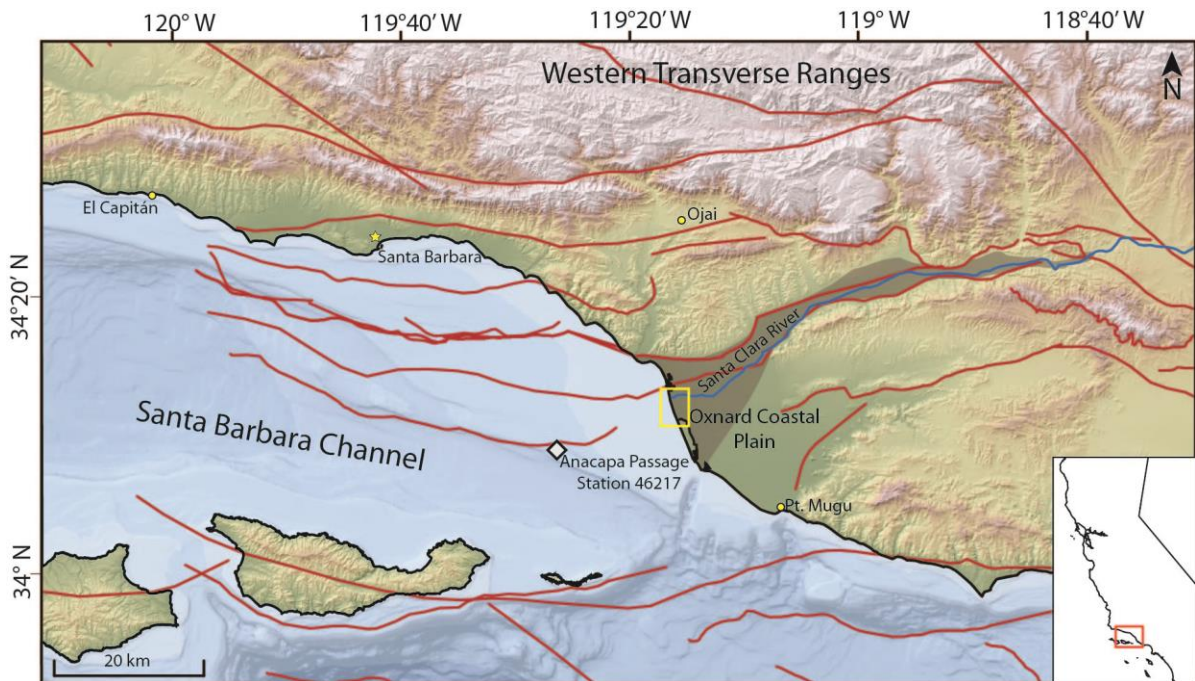 120° W
119°40' W
119°20' W
119° W
118°40' W
Western Transverse Ranges
N
El Capitán
Ojai
Santa Barbara
34°20' N
Santa Clara River
Santa Barbara Channel
Oxnard Coastal
Plain
Anacapa Passage
Station 46217
Pt. Mugu
34° N
20 km